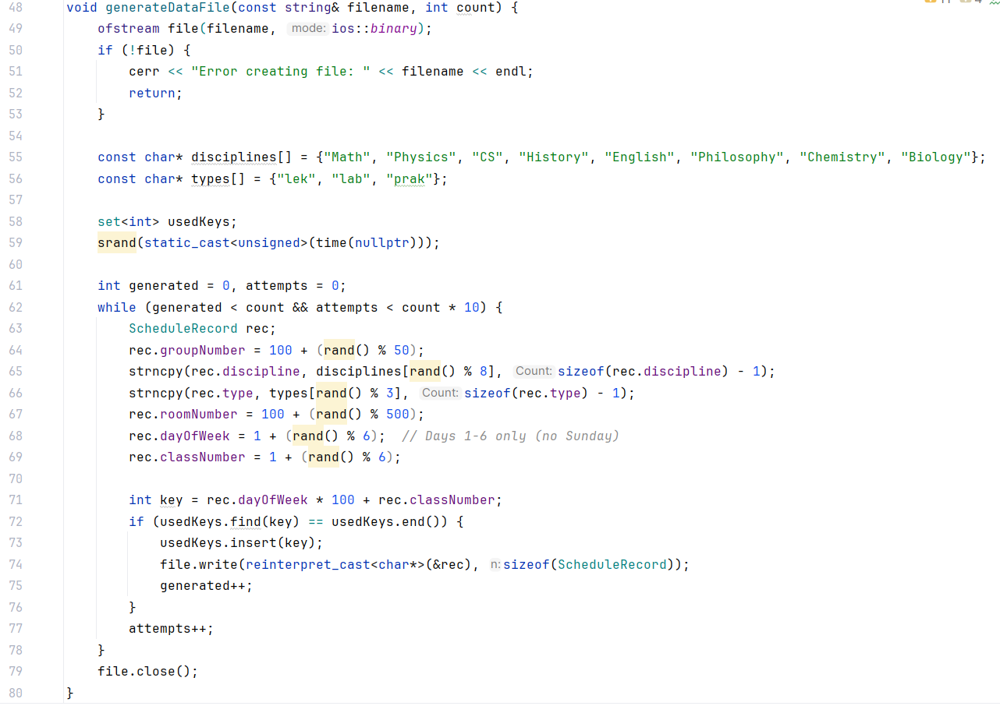 48 void generateDataFile(const string& filename, int count) {
49 ofstream file(filename, mode: ios::binary);
50 if (!file) {
51 cerr << "Error creating file: " << filename << endl;
52 return;
53 }
54
55 const char* disciplines[] = {"Math", "Physics", "CS", "History", "English", "Philosophy", "Chemistry", "Biology"};
56 const char* types[] = {"lek", "lab", "prak"};
57
58 set<int> usedKeys;
59 srand(static_cast<unsigned>(time(nullptr)));
60
61 int generated = 0, attempts = 0;
62 while (generated < count && attempts < count * 10) {
63 ScheduleRecord rec;
64 rec.groupNumber = 100 + (rand() % 50);
65 strncpy(rec.discipline, disciplines[rand() % 8], Count: sizeof(rec.discipline) - 1);
66 strncpy(rec.type, types[rand() % 3], Count: sizeof(rec.type) - 1);
67 rec.roomNumber = 100 + (rand() % 500);
68 rec.dayOfWeek = 1 + (rand() % 6); // Days 1-6 only (no Sunday)
69 rec.classNumber = 1 + (rand() % 6);
70
71 int key = rec.dayOfWeek * 100 + rec.classNumber;
72 if (usedKeys.find(key) == usedKeys.end()) {
73 usedKeys.insert(key);
74 file.write(reinterpret_cast<char*>(&rec), n: sizeof(ScheduleRecord));
75 generated++;
76 }
77 attempts++;
78 }
79 file.close();
80 }